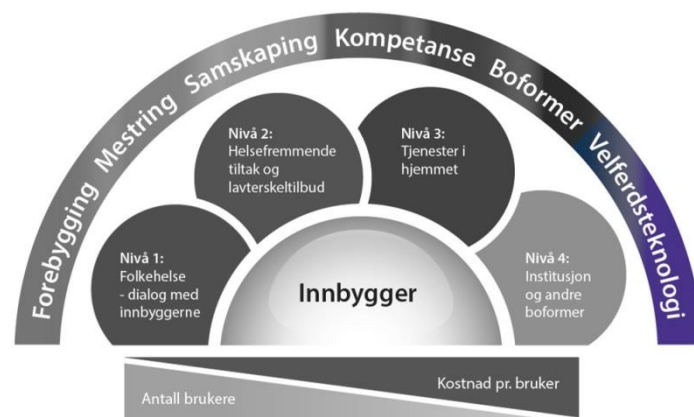 Forebygging Mestring Samskaping Kompetanse Boformer Velferdsteknologi
Nivå 1:
Folkehelse
- dialog med
innbyggerne
Nivå 2:
Helsefremmende
tiltak og
lavterskeltilbud
Nivå 3:
Tjenester i
hjemmet
Nivå 4:
Institusjon
og andre
boformer
Innbygger
Kostnad pr. bruker
Antall brukere